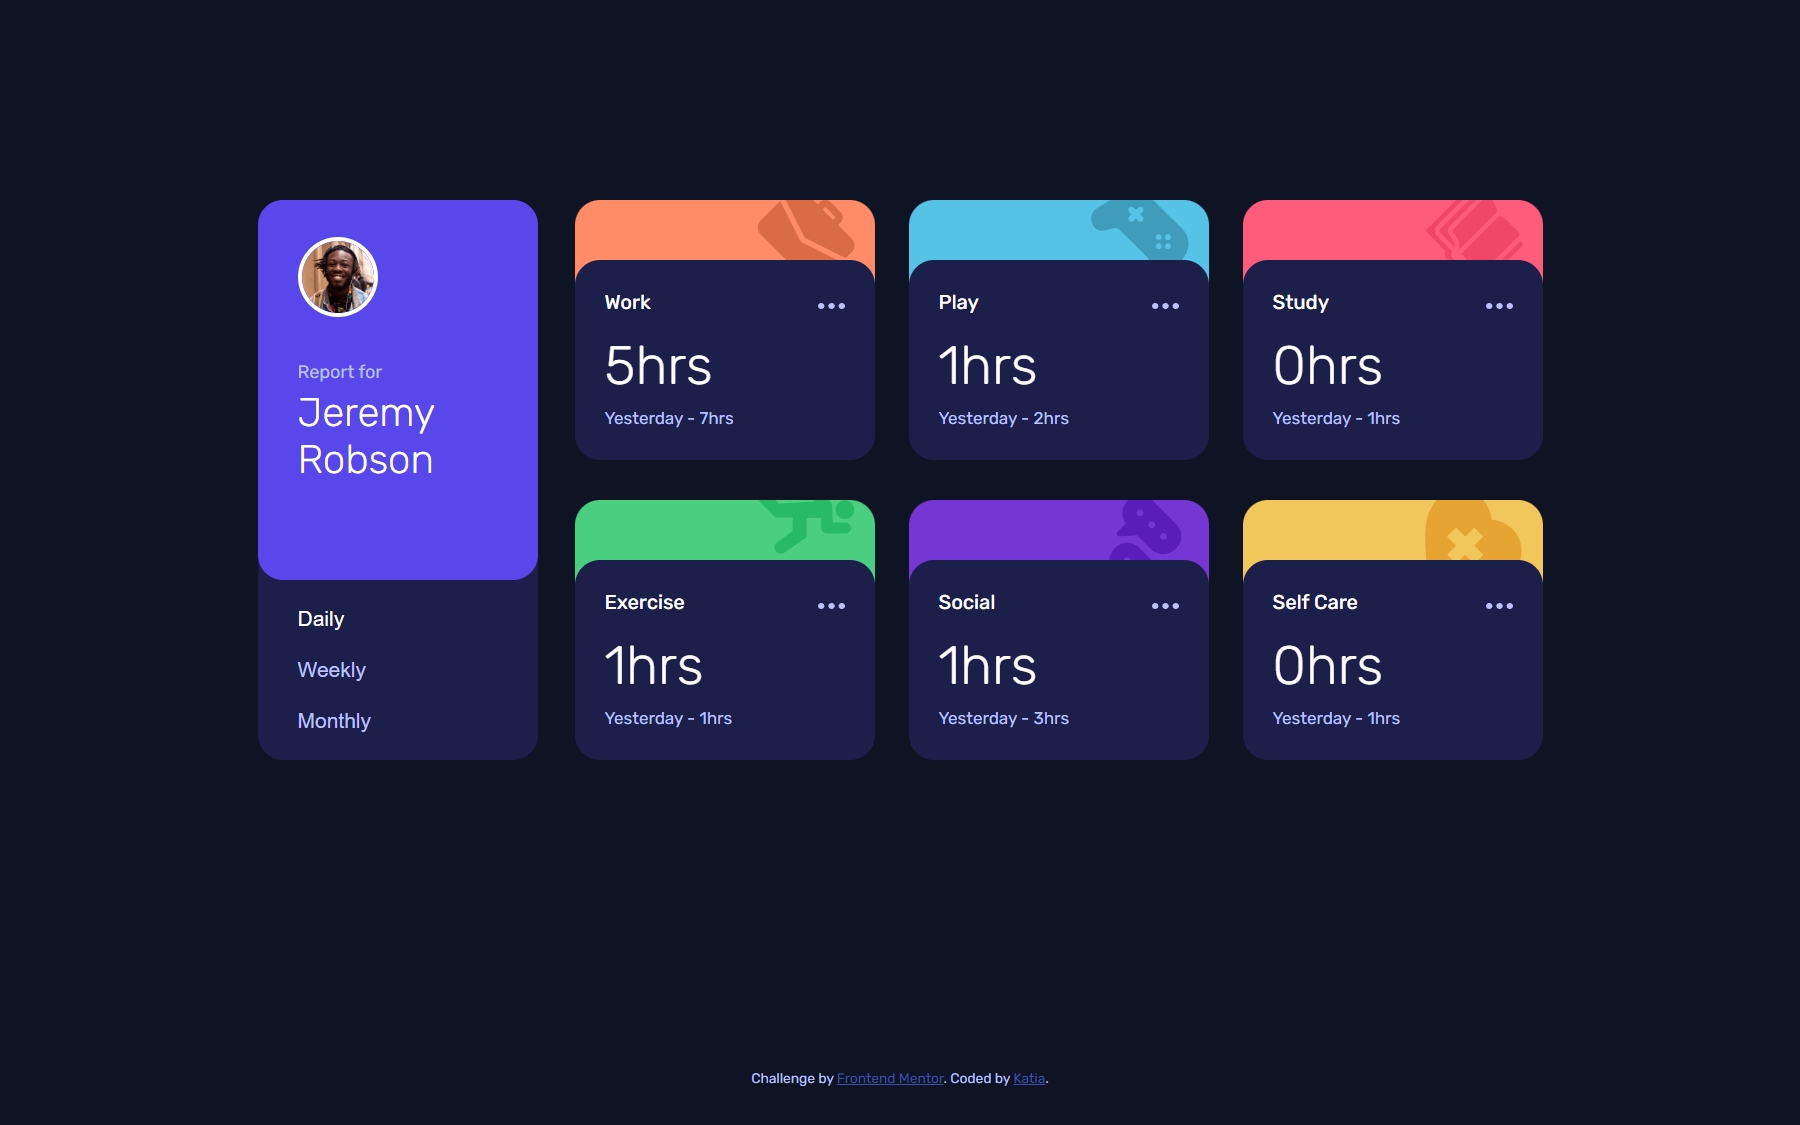 Report for
Jeremy
Robson
Daily
Weekly
Monthly
Work
5hrs
Yesterday - 7hrs
Play
1hrs
Yesterday - 2hrs
Study
0hrs
Yesterday - 1hrs
Exercise
1hrs
Yesterday - 1hrs
Social
1hrs
Yesterday - 3hrs
Self Care
0hrs
Yesterday - 1hrs
Challenge by Frontend Mentor. Coded by Katia.